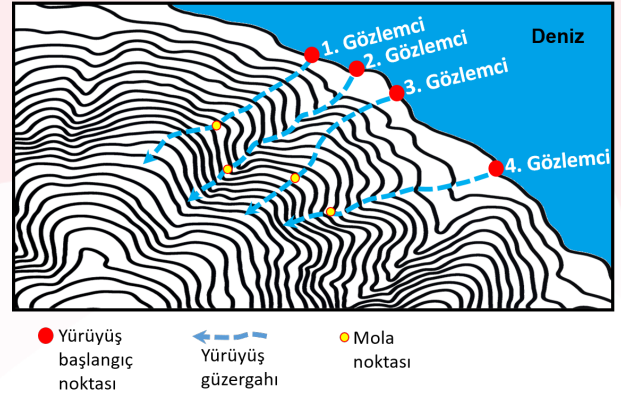 Deniz
1. Gözlemci
2. Gözlemci
3. Gözlemci
4. Gözlemci
Yürüyüş
başlangıç
noktası
Yürüyüş
güzergahı
Mola
noktası